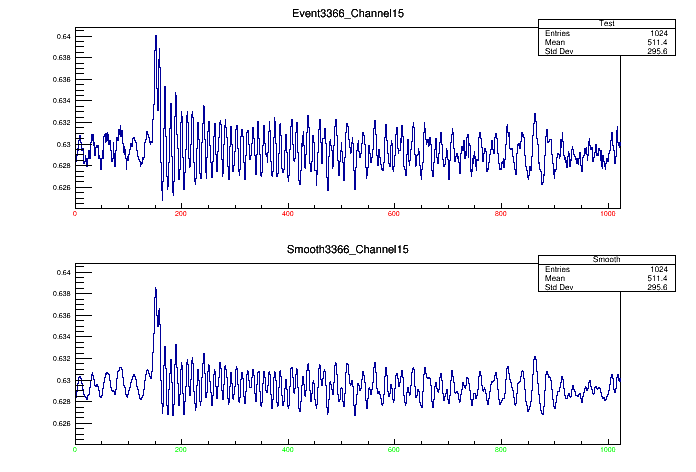 Event3366_Channel15
Test
Entries 1024
Mean 511.4
Std Dev 295.6
0.64
0.638
0.636
0.634
0.632
0.63
0.628
0.626
0 200 400 600 800 1000
Smooth3366_Channel15
Smooth
Entries 1024
Mean 511.4
Std Dev 295.6
0.64
0.638
0.636
0.634
0.632
0.63
0.628
0.626
0 200 400 600 800 1000